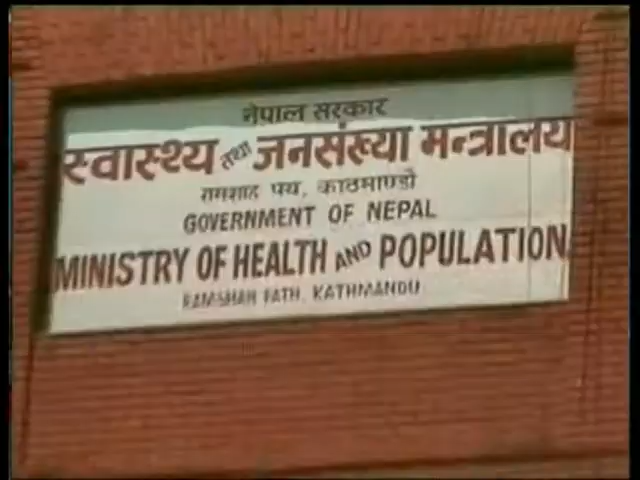 नेपाल सरकार
स्वास्थ्य तथा जनसंख्या मन्त्रालय
रामशाह पथ, काठमाण्डौ
GOVERNMENT OF NEPAL
MINISTRY OF HEALTH AND POPULATION
RAMSHAH PATH, KATHMANDU